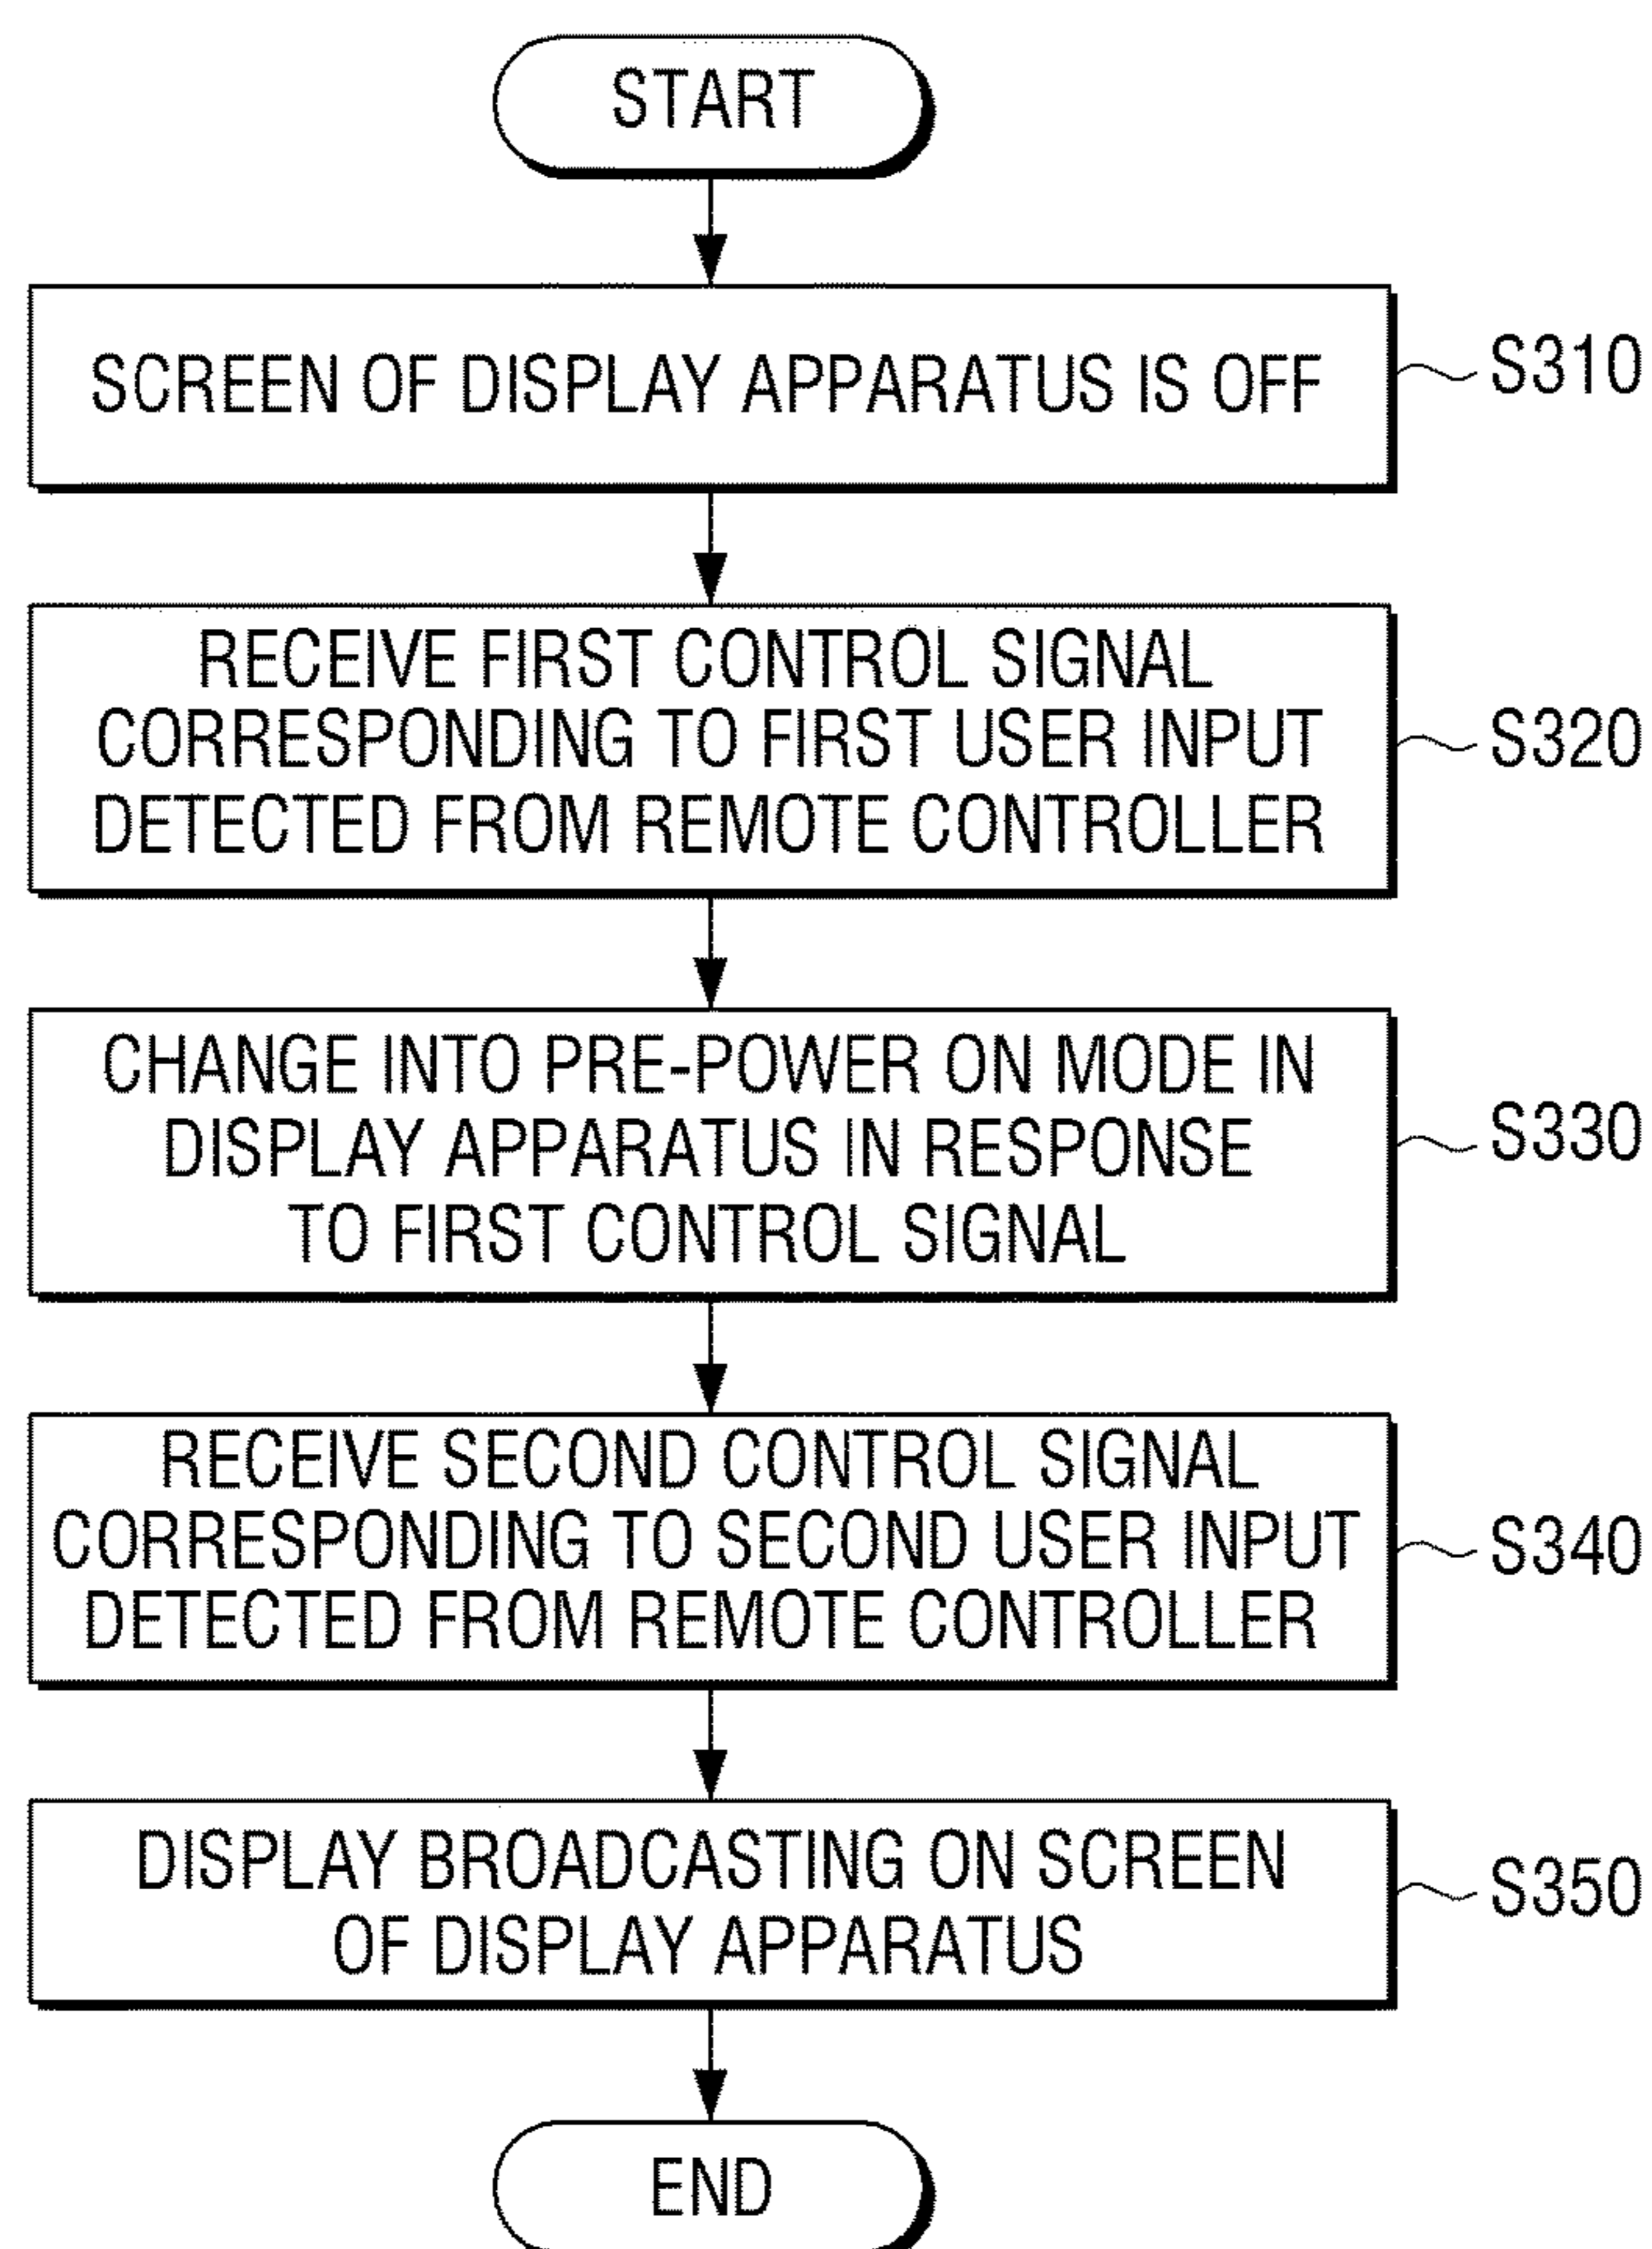 START
SCREEN OF DISPLAY APPARATUS IS OFF
S310
RECEIVE FIRST CONTROL SIGNAL
CORRESPONDING TO FIRST USER INPUT
DETECTED FROM REMOTE CONTROLLER
S320
CHANGE INTO PRE-POWER ON MODE IN
DISPLAY APPARATUS IN RESPONSE
TO FIRST CONTROL SIGNAL
S330
RECEIVE SECOND CONTROL SIGNAL
CORRESPONDING TO SECOND USER INPUT
DETECTED FROM REMOTE CONTROLLER
S340
DISPLAY BROADCASTING ON SCREEN
OF DISPLAY APPARATUS
S350
END